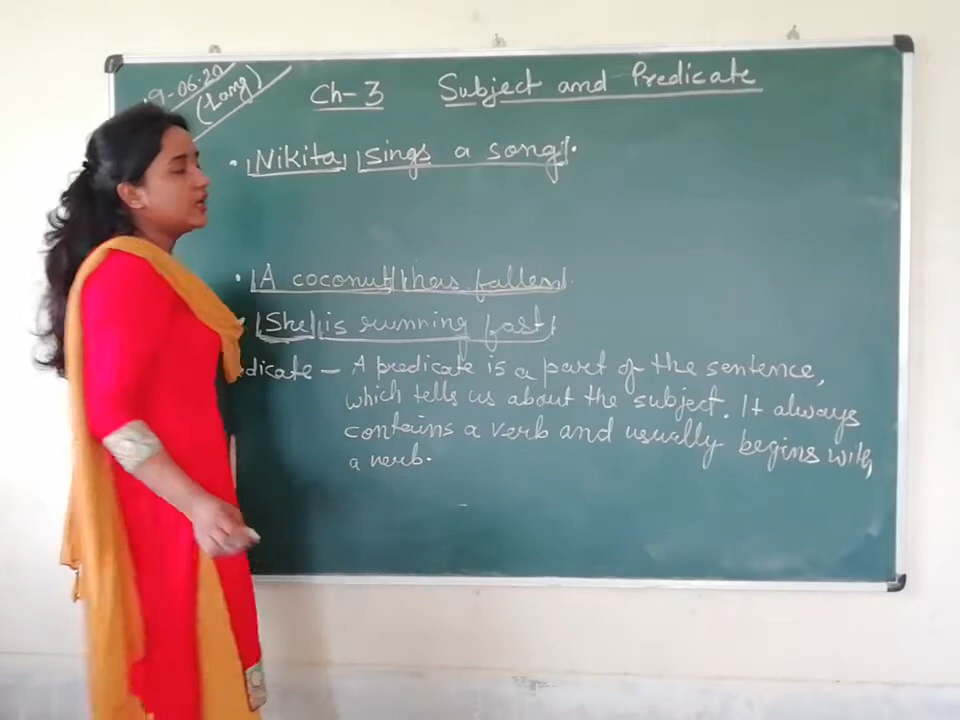 9-06-20
(Lang)
Ch-3 Subject and Predicate
• Nikita sings a song.
• A coconut has fallen.
She is running fast.
dicate - A predicate is a part of the sentence,
which tells us about the subject. It always
contains a verb and usually begins with
a verb.